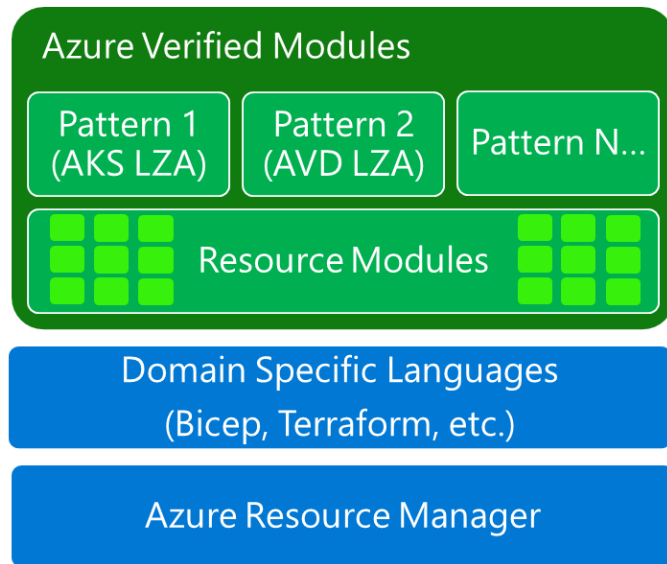 Azure Verified Modules
Pattern 1
(AKS LZA)
Pattern 2
(AVD LZA)
Pattern N...
Resource Modules
Domain Specific Languages
(Bicep, Terraform, etc.)
Azure Resource Manager